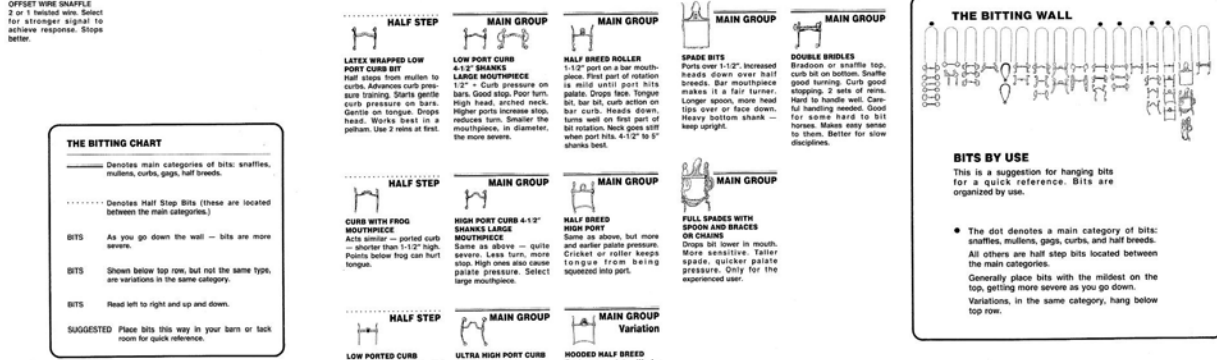 OFFSET WIRE SNAFFLE
2 or 1 twisted wire. Select
for stronger signal to
achieve response. Stops
better.
THE BITTING CHART
Denotes main categories of bits: snaffles,
mullens, curbs, gags, half breeds.
Denotes Half Step Bits (these are located
between the main categories.)
BITS As you go down the wall — bits are more
severe.
BITS Shown below top row, but not the same type,
are variations in the same category.
BITS Read left to right and up and down.
SUGGESTED Place bits this way in your barn or tack
room for quick reference.
HALF STEP
LATEX WRAPPED LOW
PORT CURB BIT
Half steps from mullen to
curbs. Advances curb pres-
sure training. Starts gentle
curb pressure on bars.
Gentle on tongue. Drops
head. Works best in a
pelham. Use 2 reins at first.
HALF STEP
CURB WITH FROG
MOUTHPIECE
Acts similar — ported curb
— shorter than 1-1/2" high.
Points below frog can hurt
tongue.
HALF STEP
LOW PORTED CURB
MAIN GROUP
LOW PORT CURB
4-1/2" SHANKS
LARGE MOUTHPIECE
1/2" + Curb pressure on
bars. Good stop. Poor turn.
High head, arched neck.
Higher ports increase stop,
reduces turn. Smaller the
mouthpiece, in diameter,
the more severe.
MAIN GROUP
HIGH PORT CURB 4-1/2"
SHANKS LARGE
MOUTHPIECE
Same as above — quite
severe. Less turn, more
stop. High ones also cause
palate pressure. Select
large mouthpiece.
MAIN GROUP
ULTRA HIGH PORT CURB
MAIN GROUP
HALF BREED ROLLER
1-1/2" port on a bar mouth-
piece. First part of rotation
is mild until port hits
palate. Drops face. Tongue
bit, bar bit, curb action on
bar curb. Heads down,
turns well on first part of
bit rotation. Neck goes stiff
when port hits. 4-1/2" to 5"
shanks best.
MAIN GROUP
HALF BREED
HIGH PORT
Same as above, but more
and earlier palate pressure.
Cricket or roller keeps
tongue from being
squeezed into port.
MAIN GROUP
Variation
HOODED HALF BREED
MAIN GROUP
SPADE BITS
Ports over 1-1/2". Increased
heads down over half
breeds. Bar mouthpiece
makes it a fair turner.
Longer spoon, more head
tips over or face down.
Heavy bottom shank —
keep upright.
MAIN GROUP
FULL SPADES WITH
SPOON AND BRACES
OR CHAINS
Drops bit lower in mouth.
More sensitive. Taller
spade, quicker palate
pressure. Only for the
experienced user.
MAIN GROUP
DOUBLE BRIDLES
Bradoon or snaffle top,
curb bit on bottom. Snaffle
good turning. Curb good
stopping. 2 sets of reins.
Hard to handle well. Care-
ful handling needed. Good
for some hard to bit
horses. Makes easy sense
to them. Better for slow
disciplines.
THE BITTING WALL
BITS BY USE
This is a suggestion for hanging bits
for a quick reference. Bits are
organized by use.
● The dot denotes a main category of bits:
snaffles, mullens, gags, curbs, and half breeds.
All others are half step bits located between
the main categories.
Generally place bits with the mildest on the
top, getting more severe as you go down.
Variations, in the same category, hang below
top row.